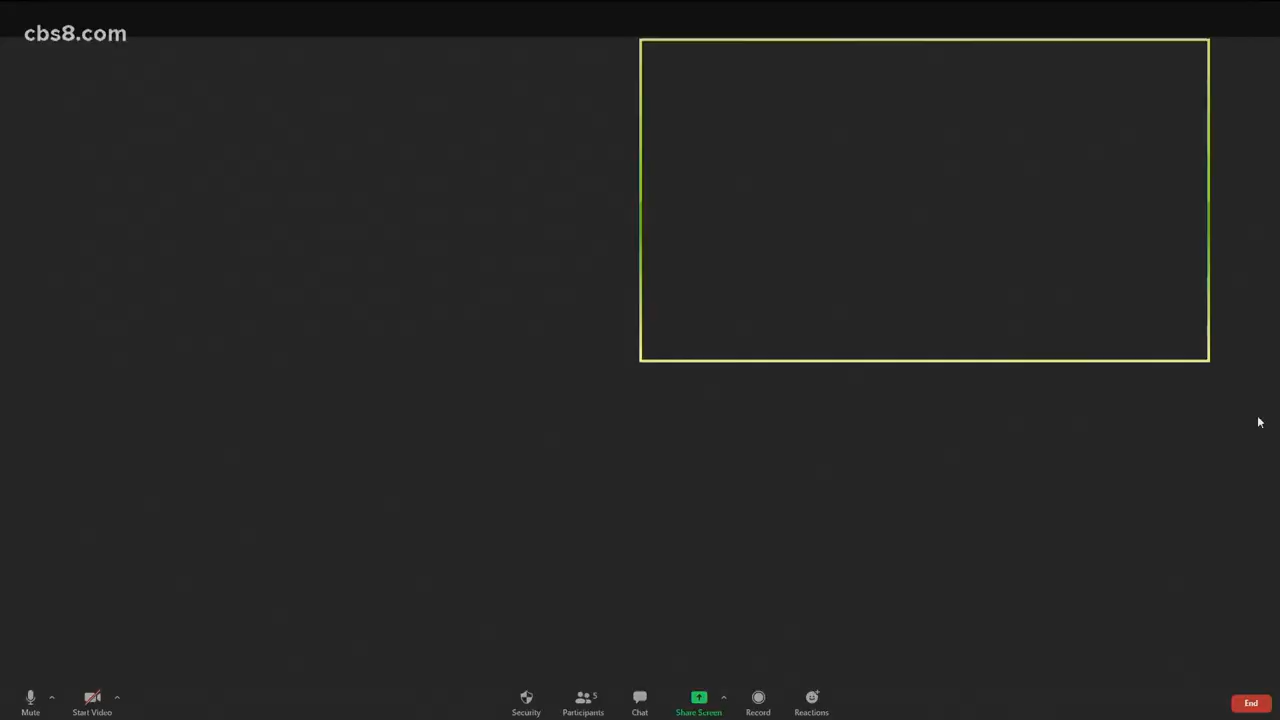 cbs8.com
5
Mute
Start Video
Security
Participants
Chat
Share Screen
Record
Reactions
End